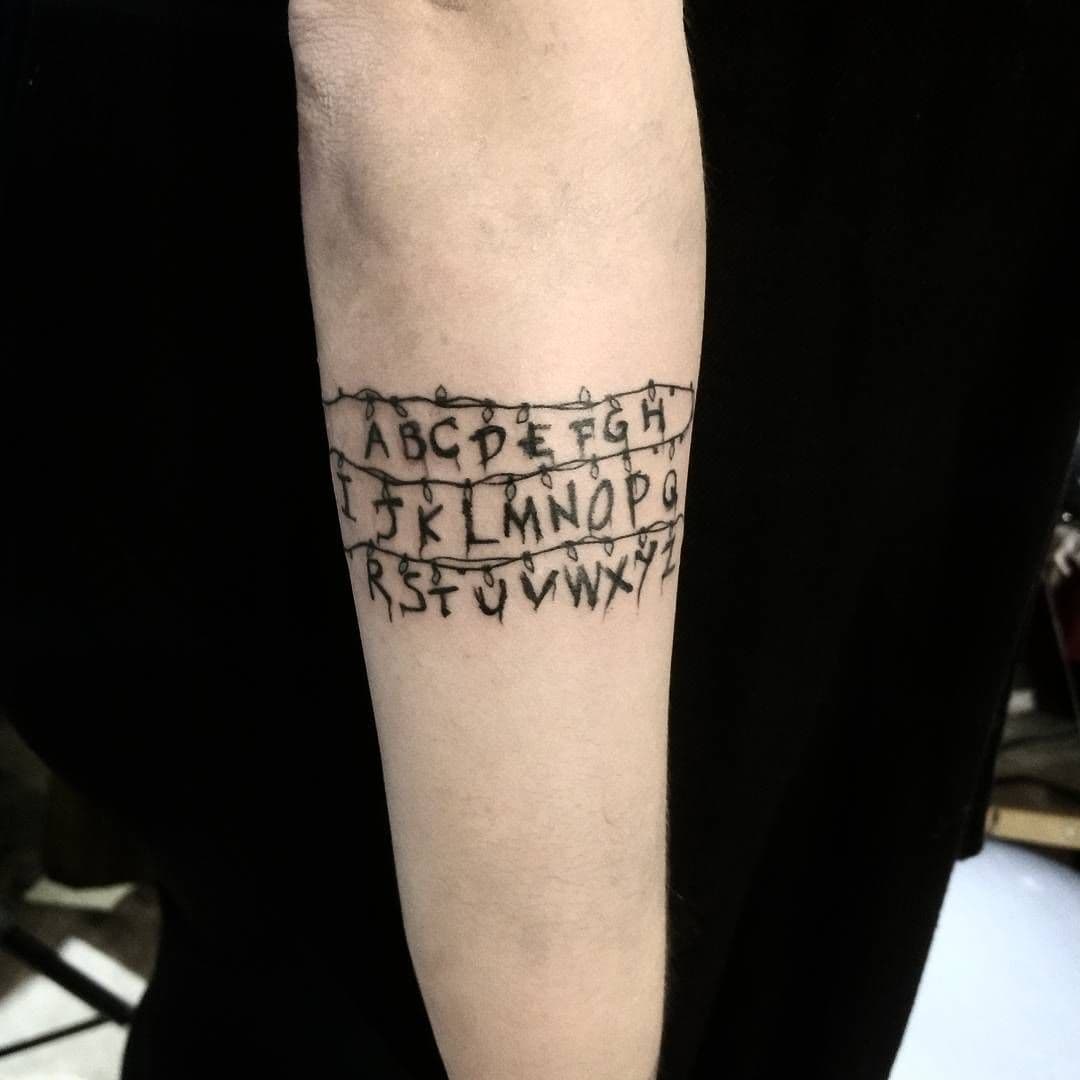 ABCDEFGH
IJKLMNOPQ
RSTUVWXYZ